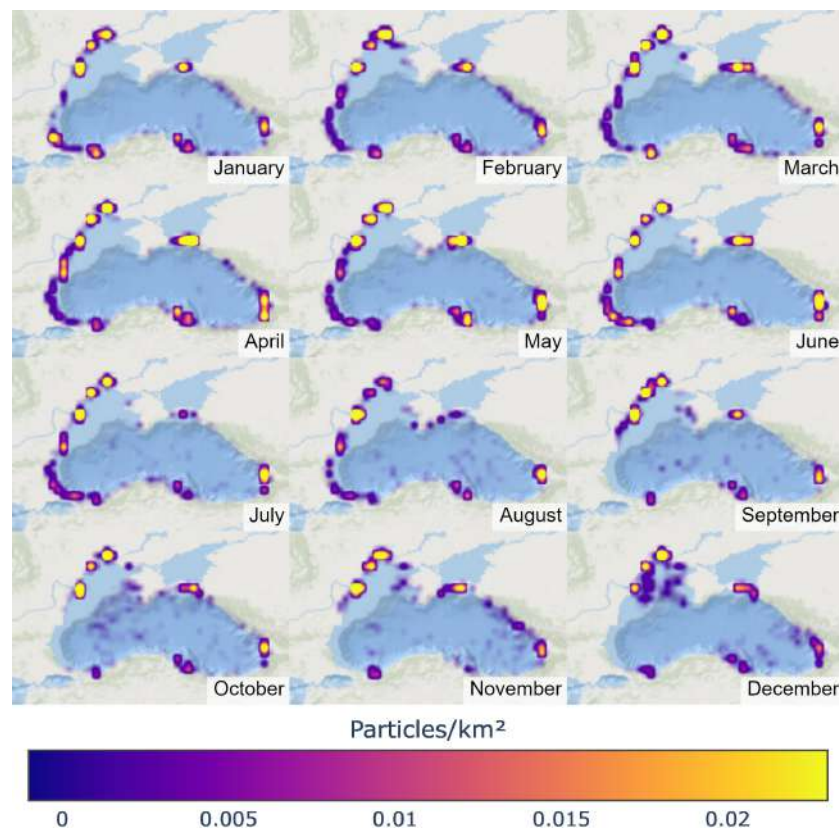 January
February
March
April
May
June
July
August
September
October
November
December
Particles/km²
0
0.005
0.01
0.015
0.02